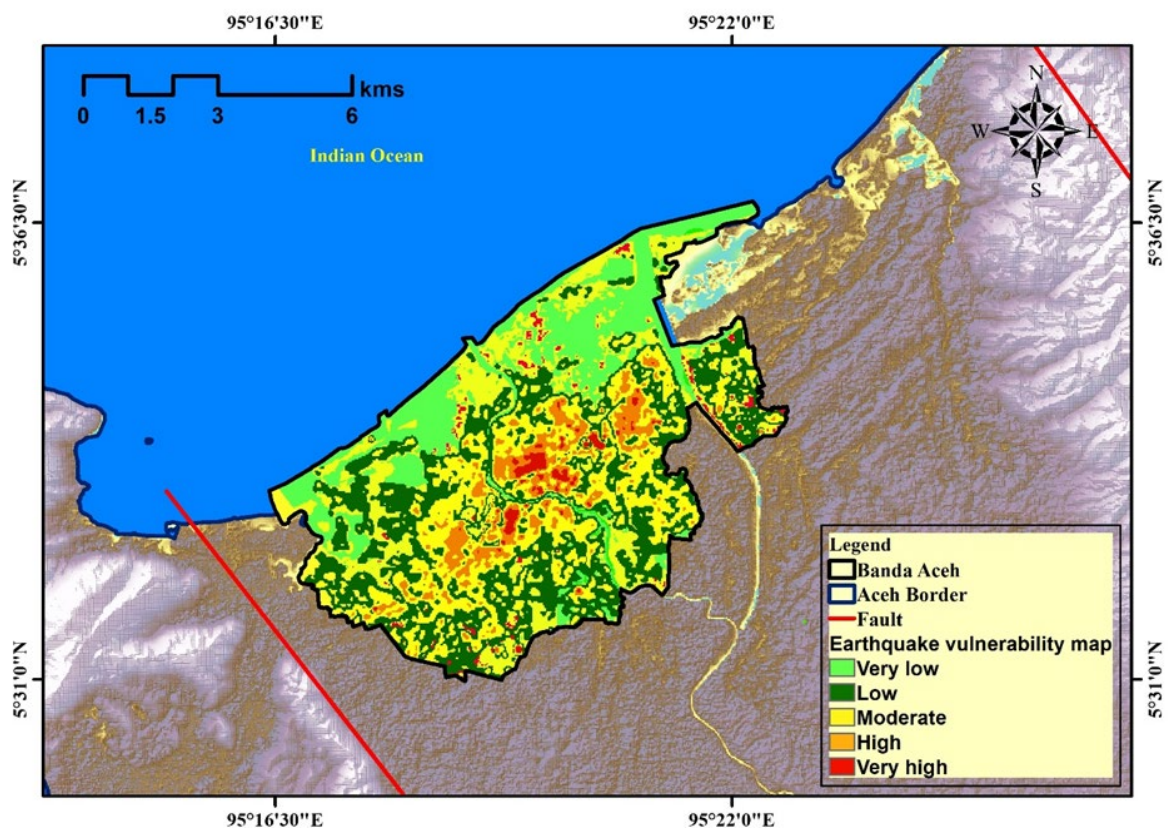 95°16'30"E 95°22'0"E
0 1.5 3 6 kms
Indian Ocean
N
W E
S
5°36'30"N 5°36'30"N
5°31'0"N 5°31'0"N
Legend
Banda Aceh
Aceh Border
Fault
Earthquake vulnerability map
Very low
Low
Moderate
High
Very high
95°16'30"E 95°22'0"E